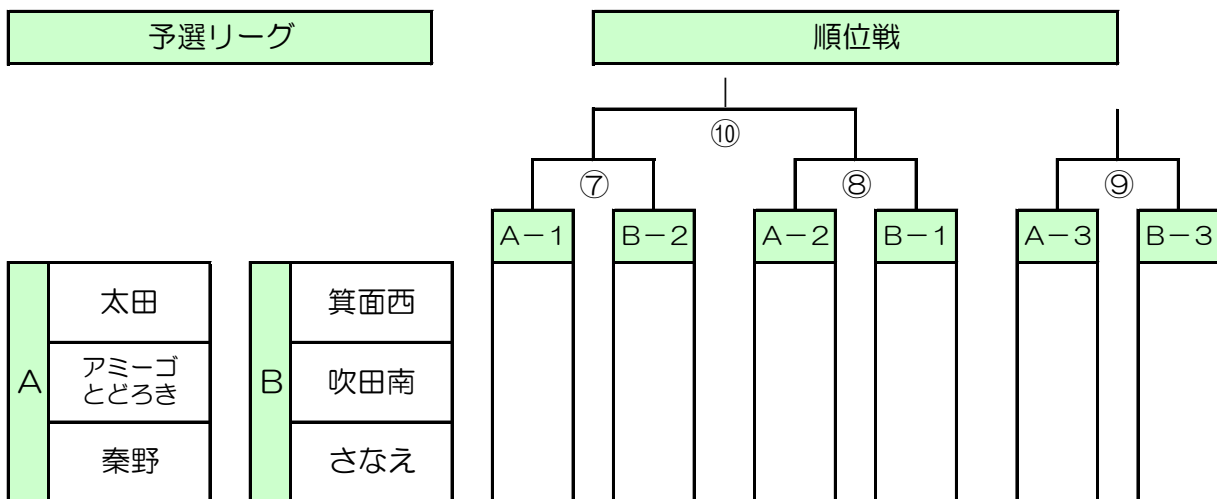 予選リーグ
順位戦
⑩
⑦
⑧
⑨
A−1
B−2
A−2
B−1
A−3
B−3
A
太田
アミーゴ
とどろき
秦野
B
箕面西
吹田南
さなえ